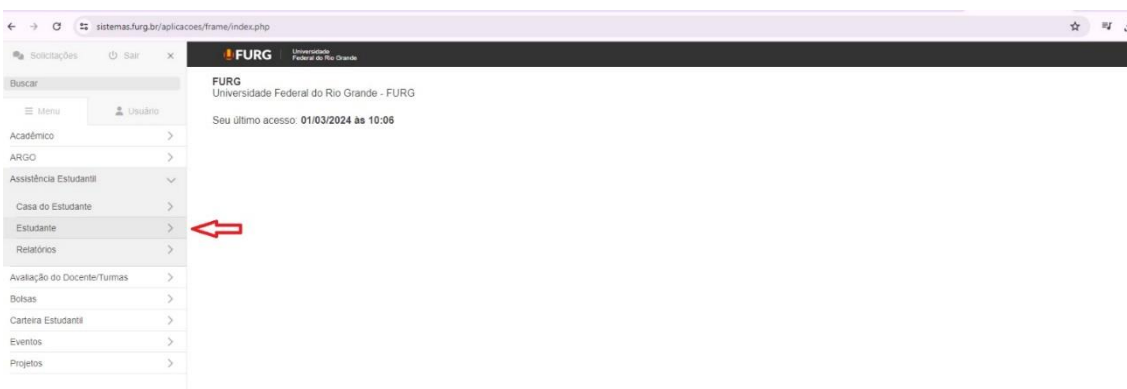 sistemas.furg.br/aplicacoes/frame/index.php
Solicitações Sair
Buscar
Menu Usuário
Acadêmico
ARGO
Assistência Estudantil
Casa do Estudante
Estudante
Relatórios
Avaliação do Docente/Turmas
Bolsas
Carteira Estudantil
Eventos
Projetos
FURG
Universidade
Federal do Rio Grande
FURG
Universidade Federal do Rio Grande - FURG
Seu último acesso: 01/03/2024 às 10:06